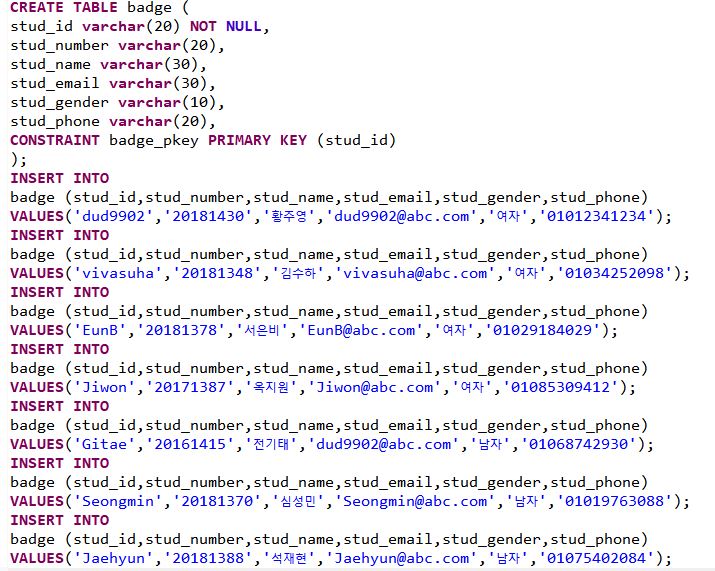 CREATE TABLE badge (
stud_id varchar(20) NOT NULL,
stud_number varchar(20),
stud_name varchar(30),
stud_email varchar(30),
stud_gender varchar(10),
stud_phone varchar(20),
CONSTRAINT badge_pkey PRIMARY KEY (stud_id)
);
INSERT INTO
badge (stud_id,stud_number,stud_name,stud_email,stud_gender,stud_phone)
VALUES('dud9902','20181430','황주영','dud9902@abc.com','여자','01012341234');
INSERT INTO
badge (stud_id,stud_number,stud_name,stud_email,stud_gender,stud_phone)
VALUES('vivasuha','20181348','김수하','vivasuha@abc.com','여자','01034252098');
INSERT INTO
badge (stud_id,stud_number,stud_name,stud_email,stud_gender,stud_phone)
VALUES('EunB','20181378','서은비','EunB@abc.com','여자','01029184029');
INSERT INTO
badge (stud_id,stud_number,stud_name,stud_email,stud_gender,stud_phone)
VALUES('Jiwon','20171387','옥지원','Jiwon@abc.com','여자','01085309412');
INSERT INTO
badge (stud_id,stud_number,stud_name,stud_email,stud_gender,stud_phone)
VALUES('Gitae','20161415','전기태','dud9902@abc.com','남자','01068742930');
INSERT INTO
badge (stud_id,stud_number,stud_name,stud_email,stud_gender,stud_phone)
VALUES('Seongmin','20181370','심성민','Seongmin@abc.com','남자','01019763088');
INSERT INTO
badge (stud_id,stud_number,stud_name,stud_email,stud_gender,stud_phone)
VALUES('Jaehyun','20181388','석재현','Jaehyun@abc.com','남자','01075402084');